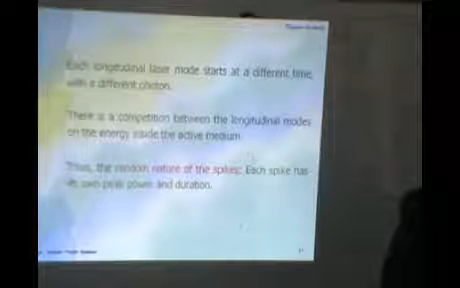 Each longitudinal laser mode starts at a different time,
with a different photon.
There is a competition between the longitudinal modes
on the energy inside the active medium.
Thus, the random nature of the spikes: Each spike has
its own peak power and duration.